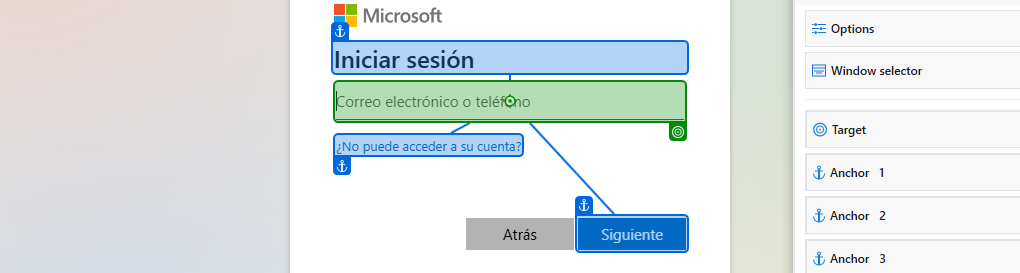 Microsoft
Iniciar sesión
Correo electrónico o teléfono
¿No puede acceder a su cuenta?
Atrás
Siguiente
Options
Window selector
Target
Anchor 1
Anchor 2
Anchor 3